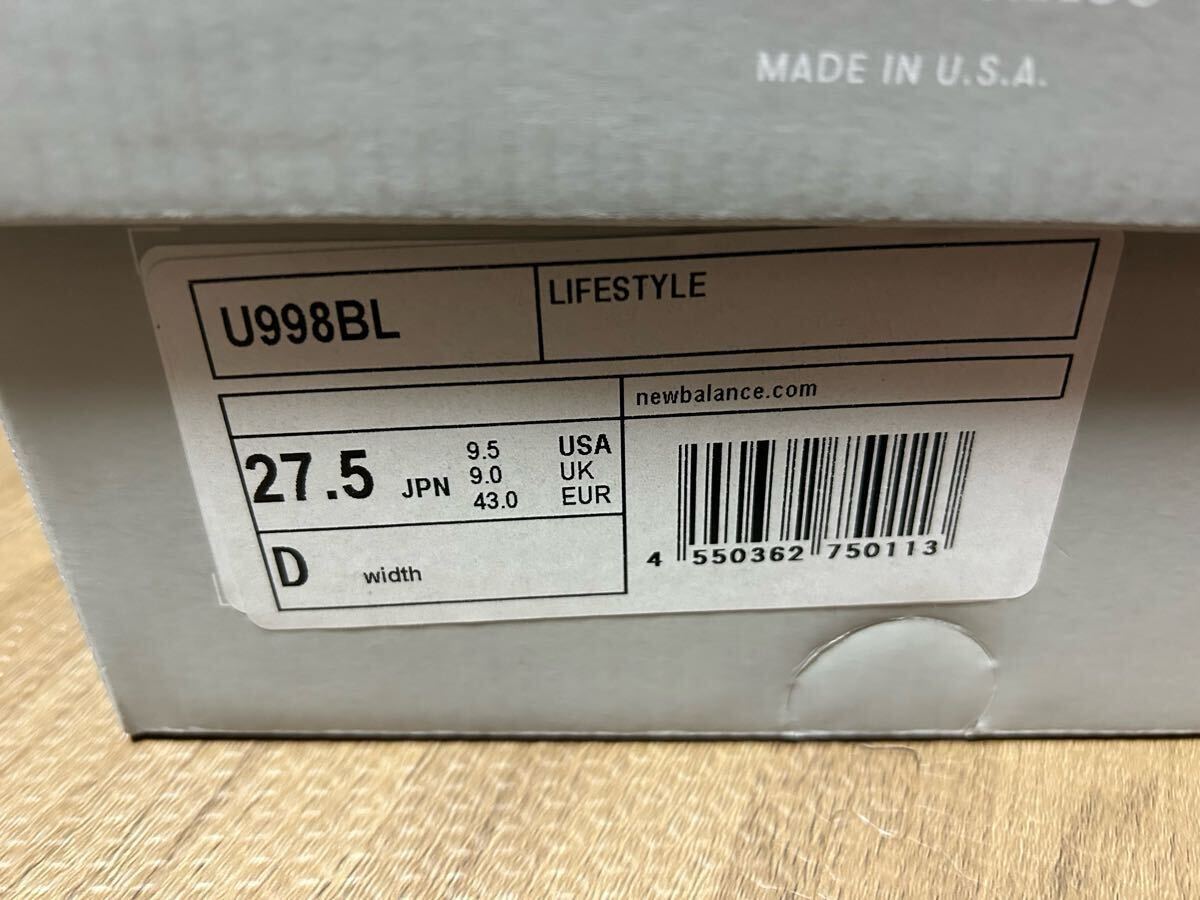 MADE IN U.S.A.
U998BL
LIFESTYLE
newbalance.com
27.5 JPN
9.5 USA
9.0 UK
43.0 EUR
D width
4 550362 750113